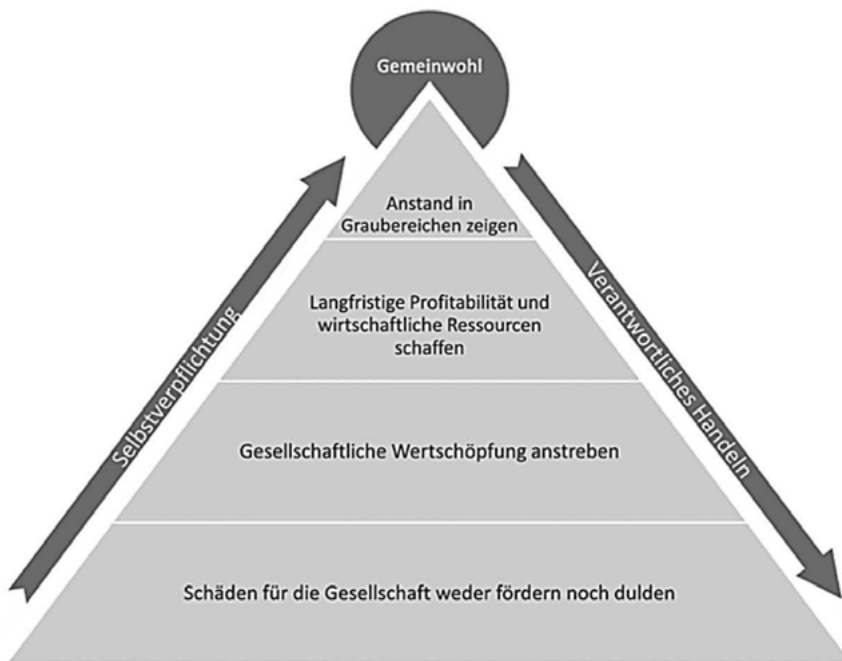 Gemeinwohl
Anstand in
Graubereichen zeigen
Selbstverpflichtung
Verantwortliches Handeln
Langfristige Profitabilität und
wirtschaftliche Ressourcen
schaffen
Gesellschaftliche Wertschöpfung anstreben
Schäden für die Gesellschaft weder fördern noch dulden